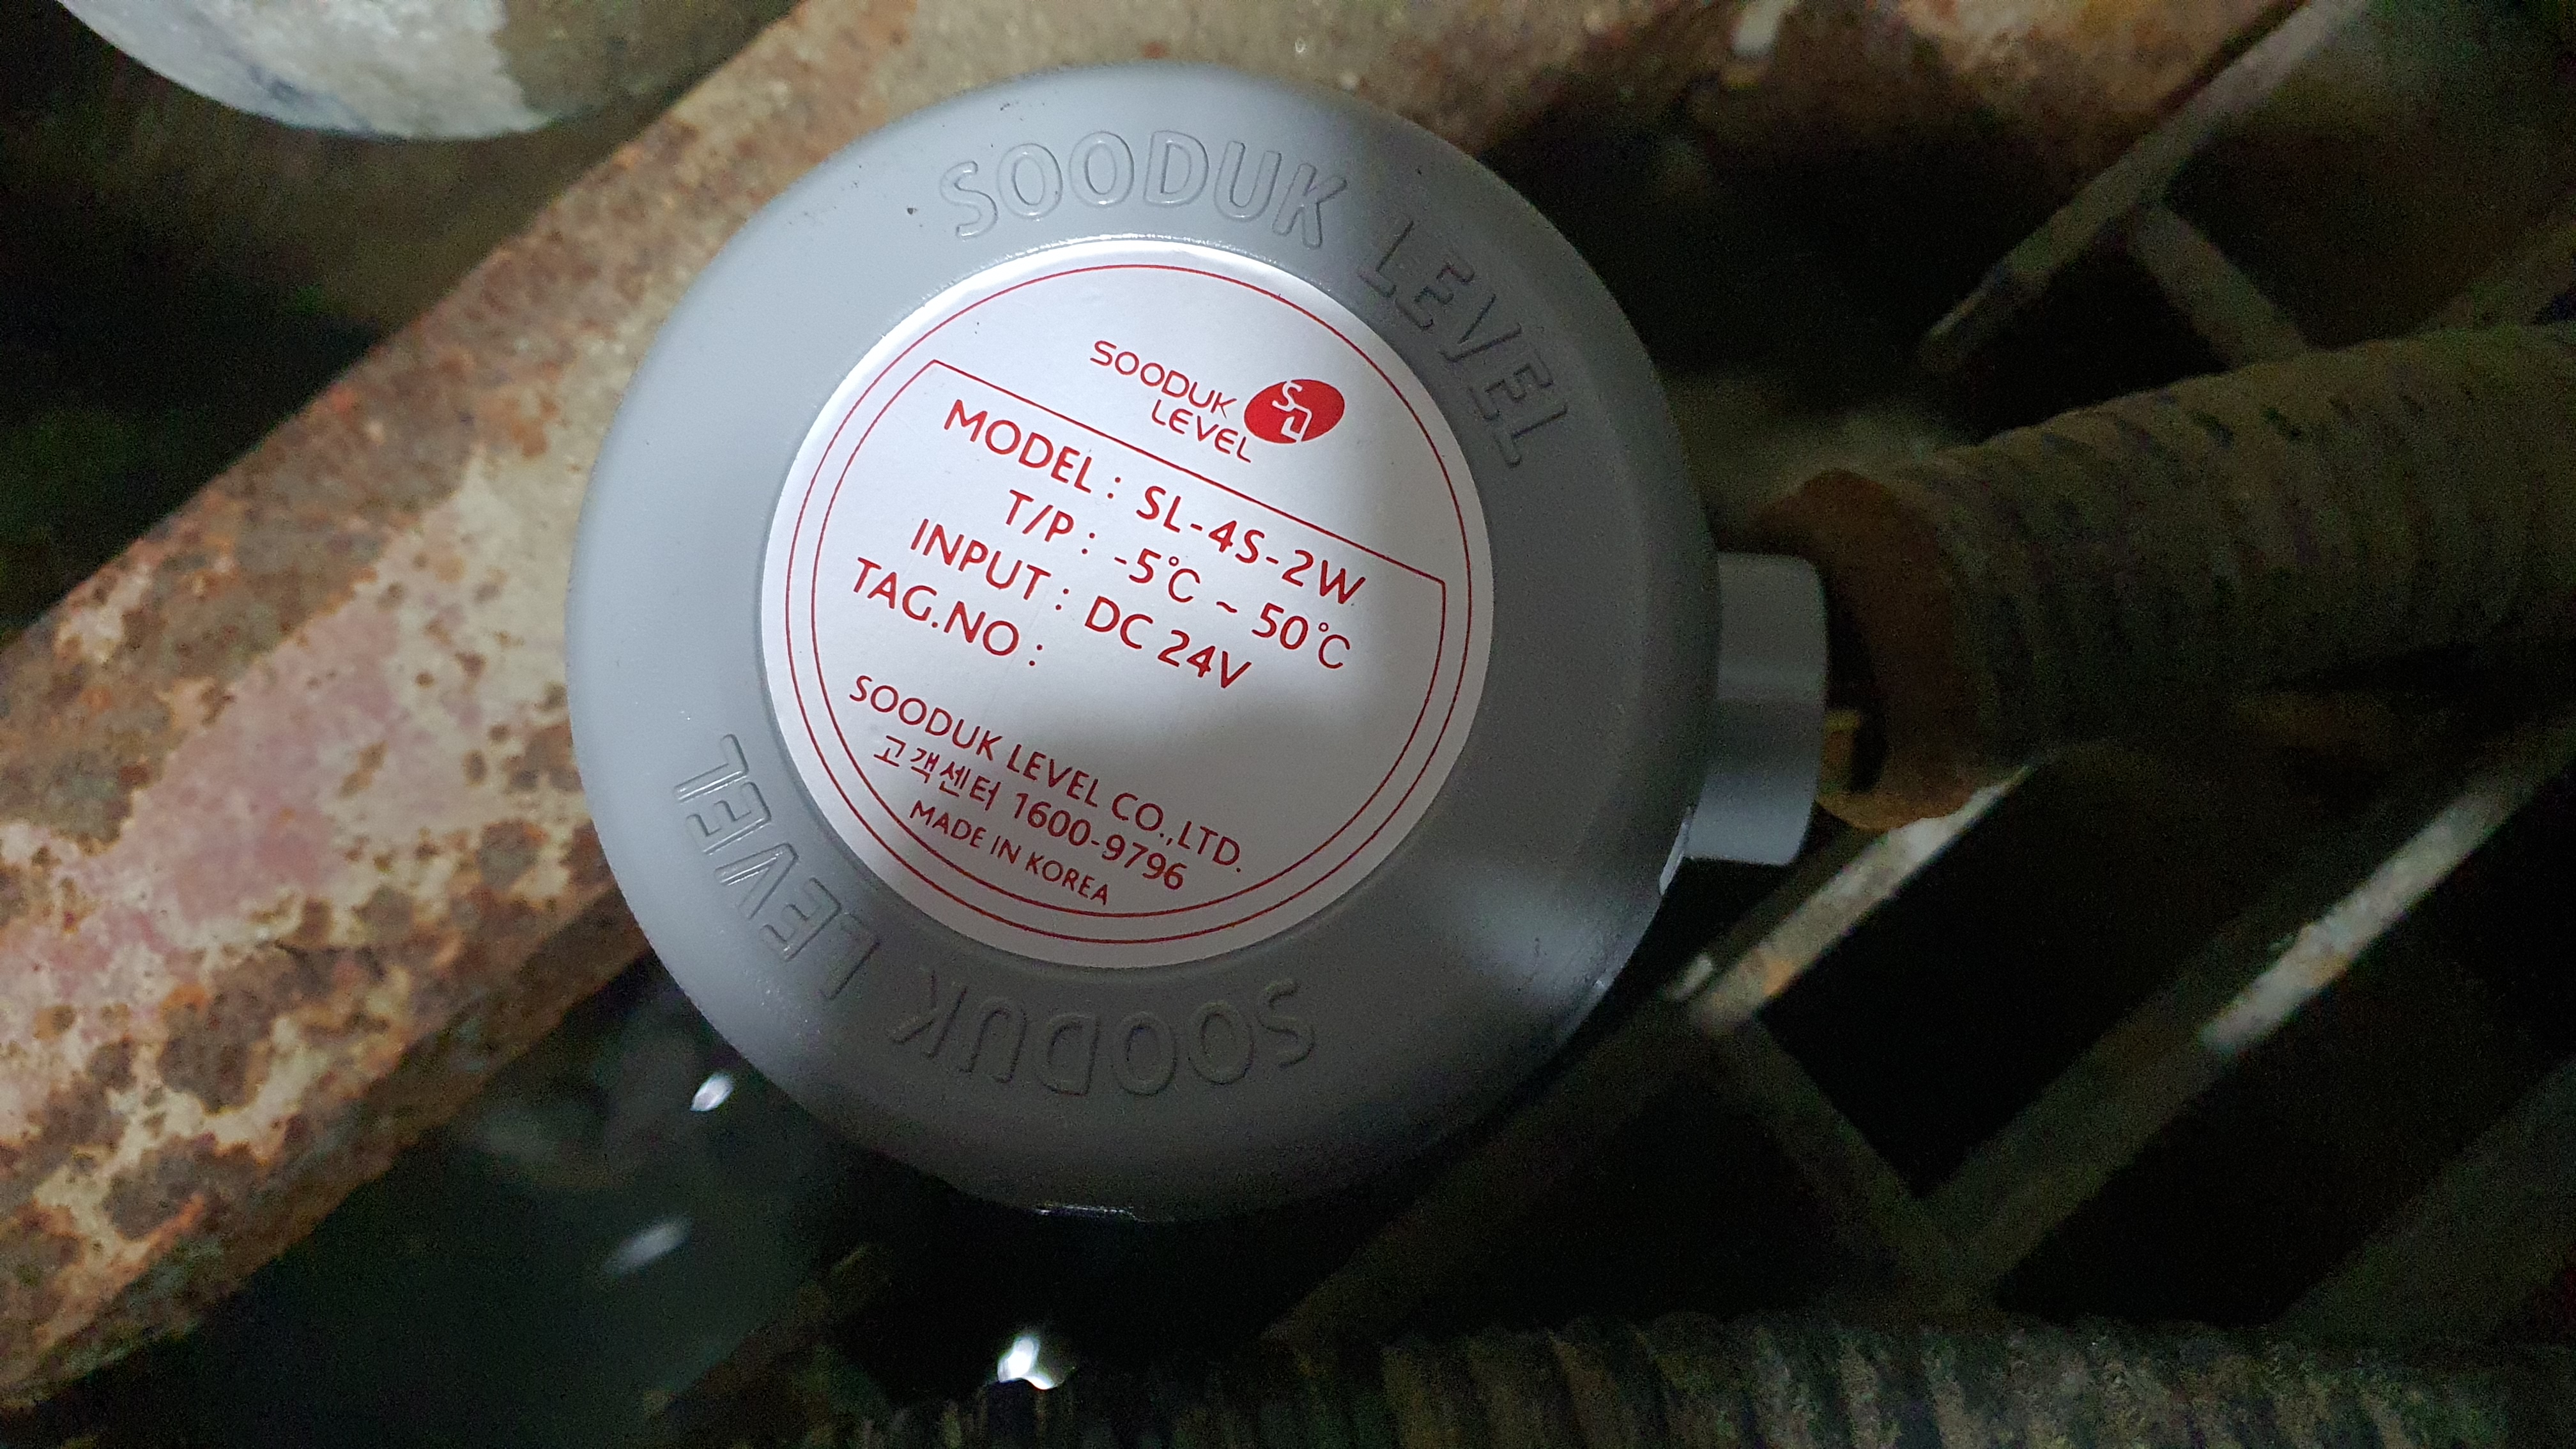 SOODUK LEVEL
SOODUK
LEVEL
MODEL : SL-4S-2W
T/P : -5℃ ~ 50℃
INPUT : DC 24V
TAG.NO :
SOODUK LEVEL CO.,LTD.
고객센터 1600-9796
MADE IN KOREA
SOODUK LEVEL